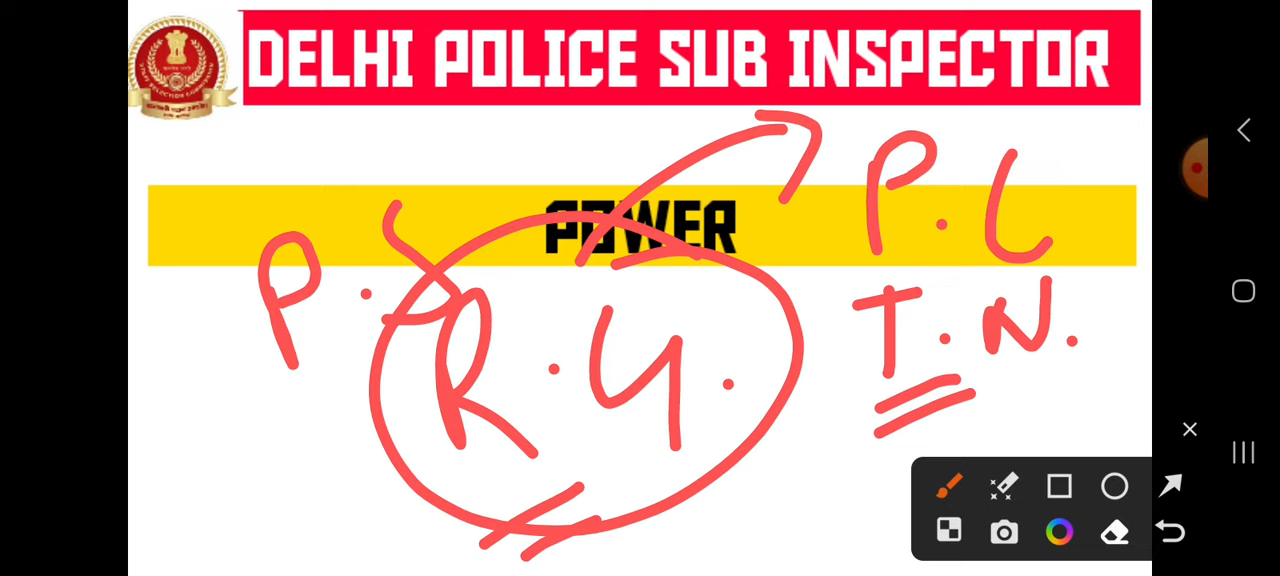 DELHI POLICE SUB INSPECTOR
POWER
P.S
R.U.
P.L
T.N.